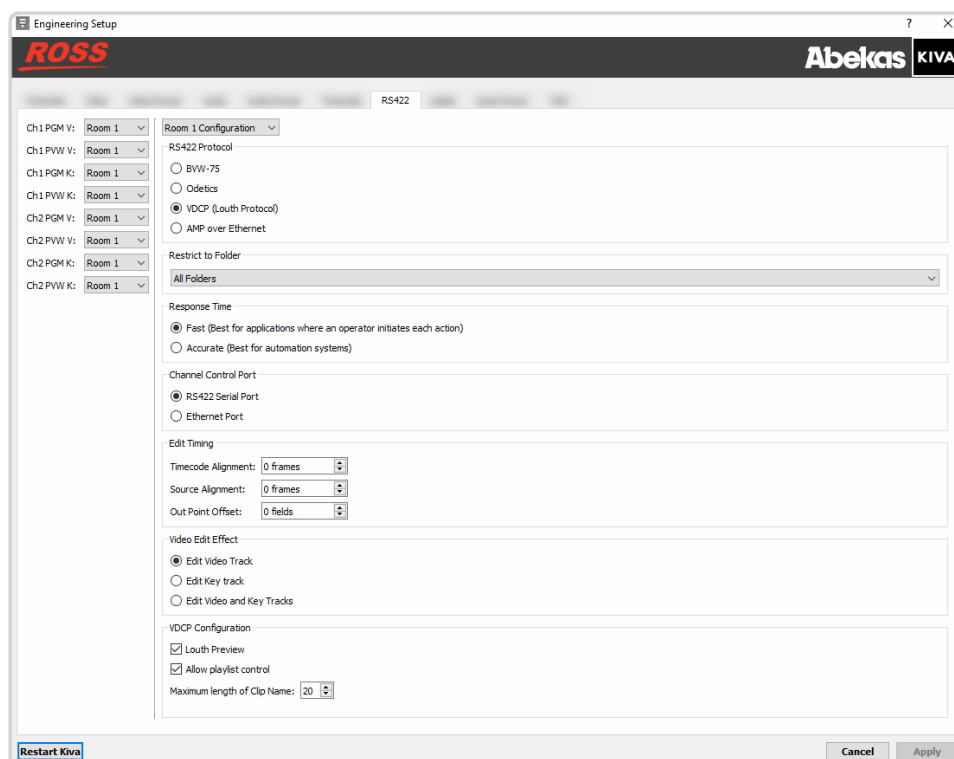 Engineering Setup
?
ROSS
Abekas KIVA
RS422
Ch1 PGM V: Room 1
Ch1 PVW V: Room 1
Ch1 PGM K: Room 1
Ch1 PVW K: Room 1
Ch2 PGM V: Room 1
Ch2 PVW V: Room 1
Ch2 PGM K: Room 1
Ch2 PVW K: Room 1
Room 1 Configuration
RS422 Protocol
BVW-75
Odetics
VDCP (Louth Protocol)
AMP over Ethernet
Restrict to Folder
All Folders
Response Time
Fast (Best for applications where an operator initiates each action)
Accurate (Best for automation systems)
Channel Control Port
RS422 Serial Port
Ethernet Port
Edit Timing
Timecode Alignment: 0 frames
Source Alignment: 0 frames
Out Point Offset: 0 fields
Video Edit Effect
Edit Video Track
Edit Key track
Edit Video and Key Tracks
VDCP Configuration
Louth Preview
Allow playlist control
Maximum length of Clip Name: 20
Restart Kiva
Cancel
Apply